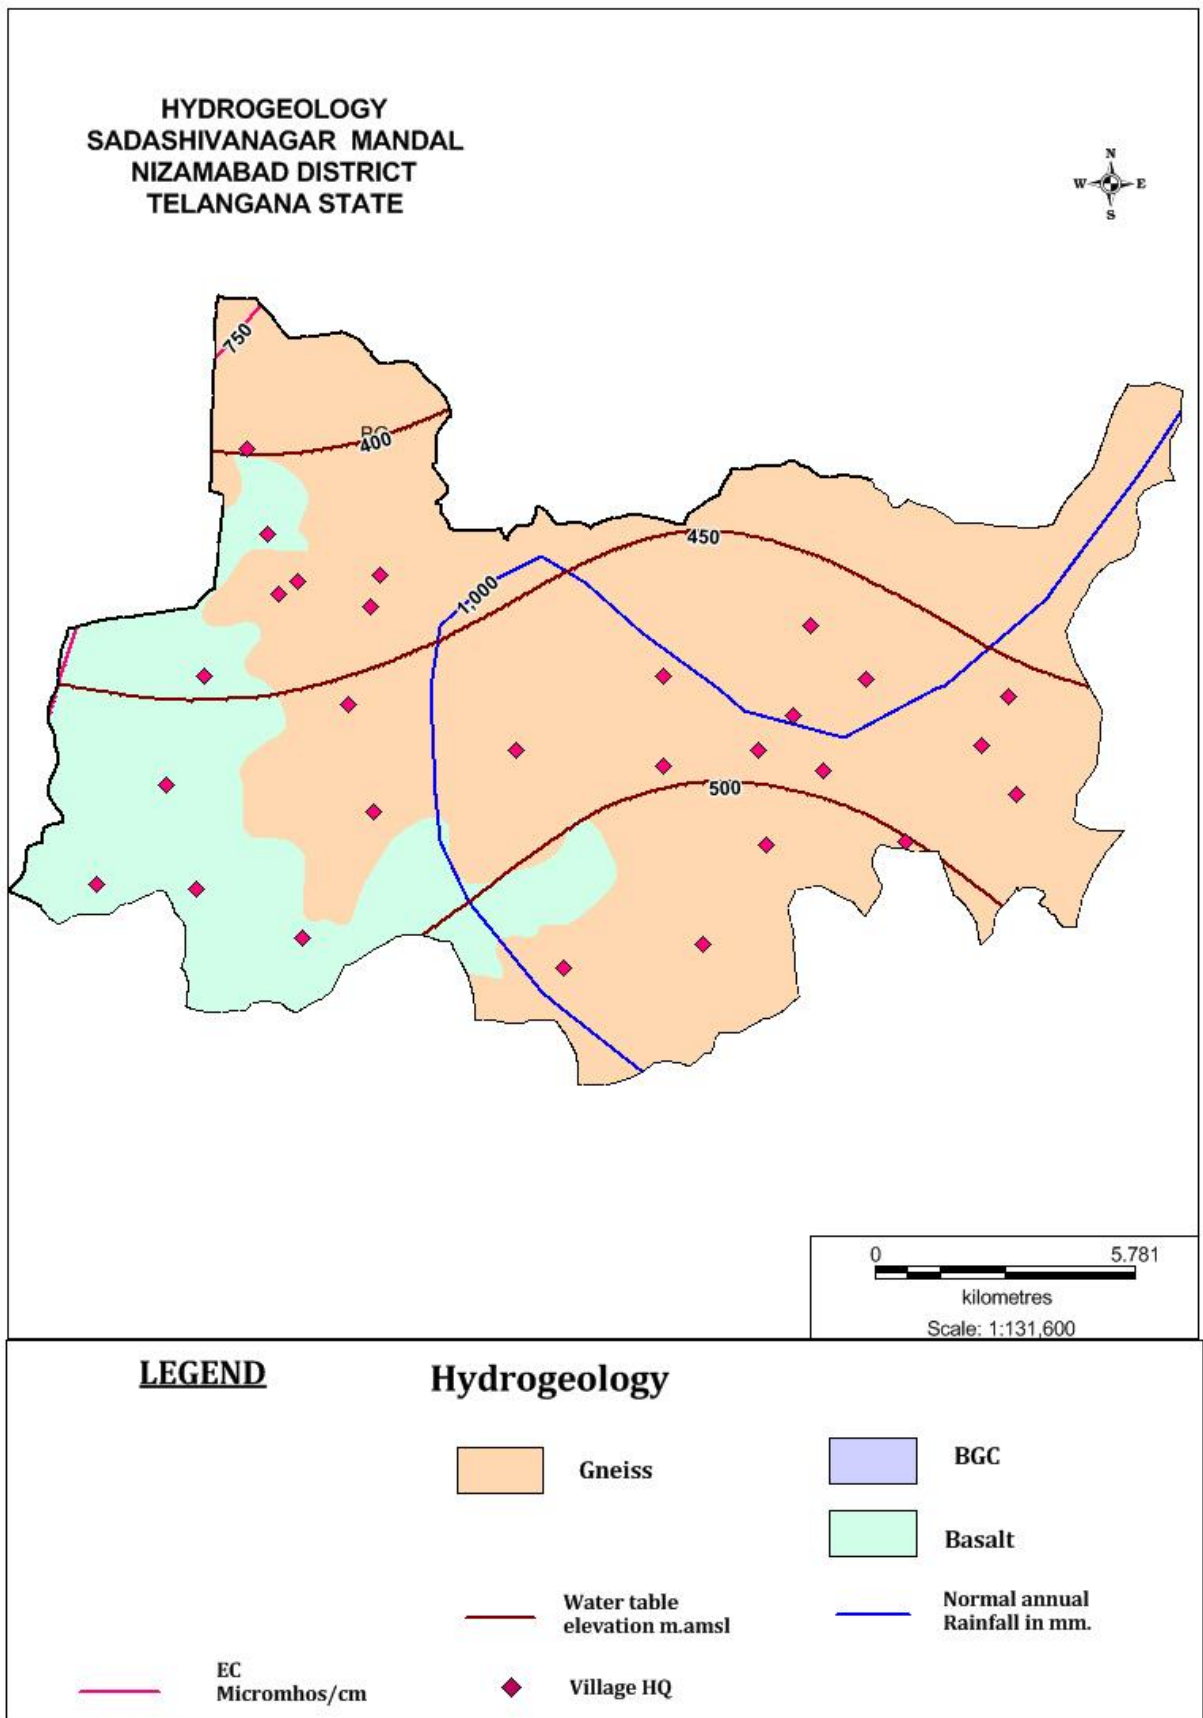 HYDROGEOLOGY
SADASHIVANAGAR MANDAL
NIZAMABAD DISTRICT
TELANGANA STATE
N
W E
S
750
400
450
1,000
500
0 5.781
kilometres
Scale: 1:131,600
LEGEND
Hydrogeology
Gneiss
BGC
Basalt
Water table
elevation m.amsl
Normal annual
Rainfall in mm.
EC
Micromhos/cm
Village HQ